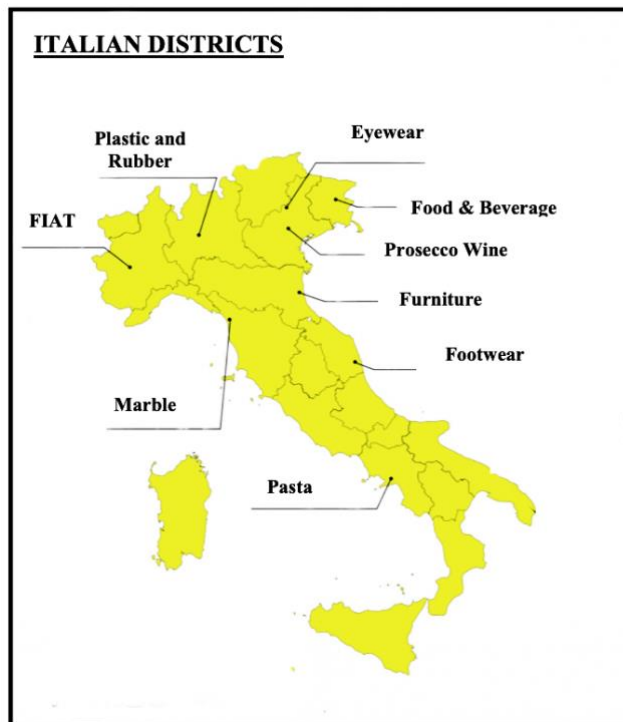 ITALIAN DISTRICTS
Eyewear
Plastic and
Rubber
Food & Beverage
FIAT
Prosecco Wine
Furniture
Footwear
Marble
Pasta